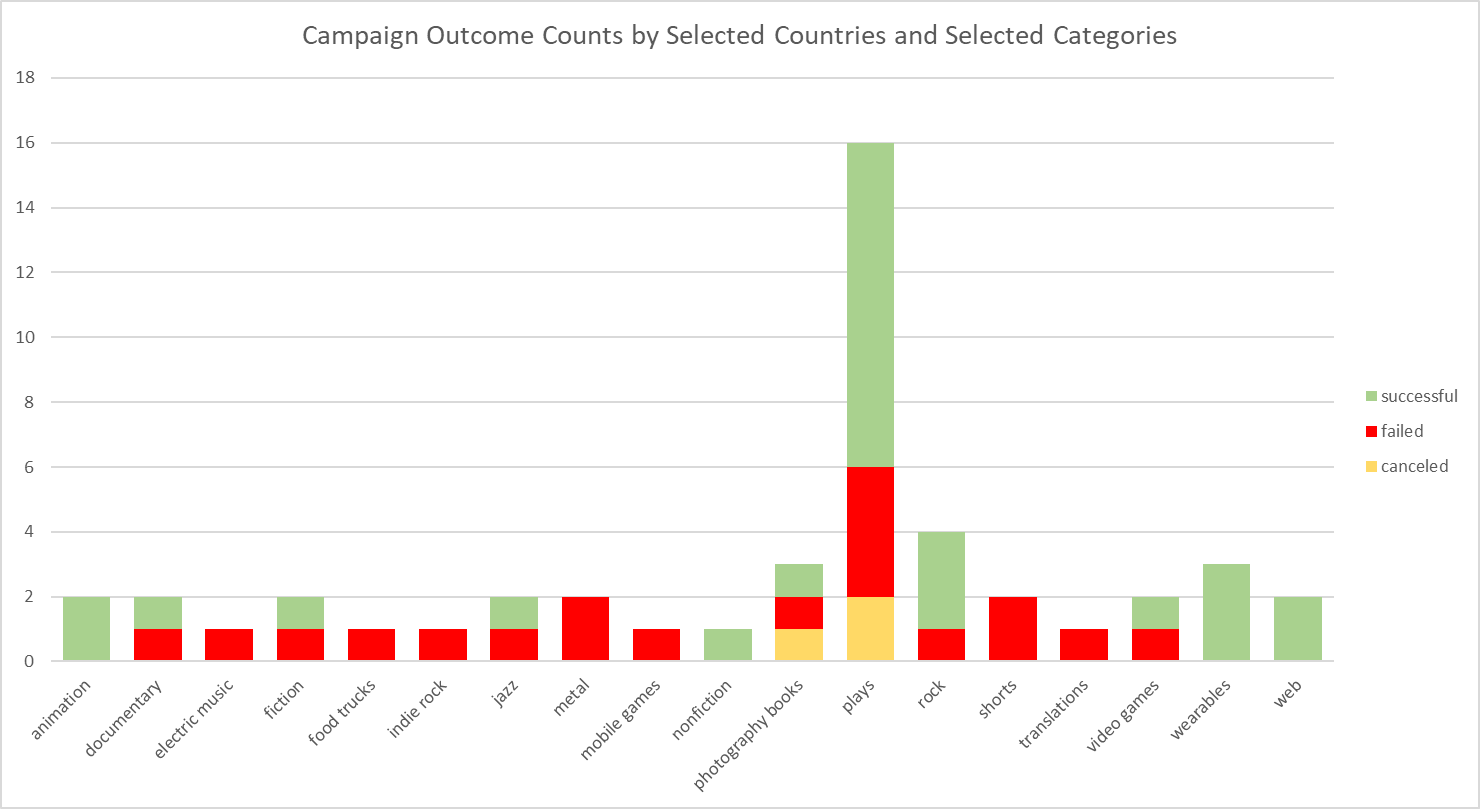 Campaign Outcome Counts by Selected Countries and Selected Categories
18
16
14
12
10
8
6
4
2
0
successful
failed
canceled
animation
documentary
electric music
fiction
food trucks
indie rock
jazz
metal
mobile games
nonfiction
photography books
plays
rock
shorts
translations
video games
wearables
web